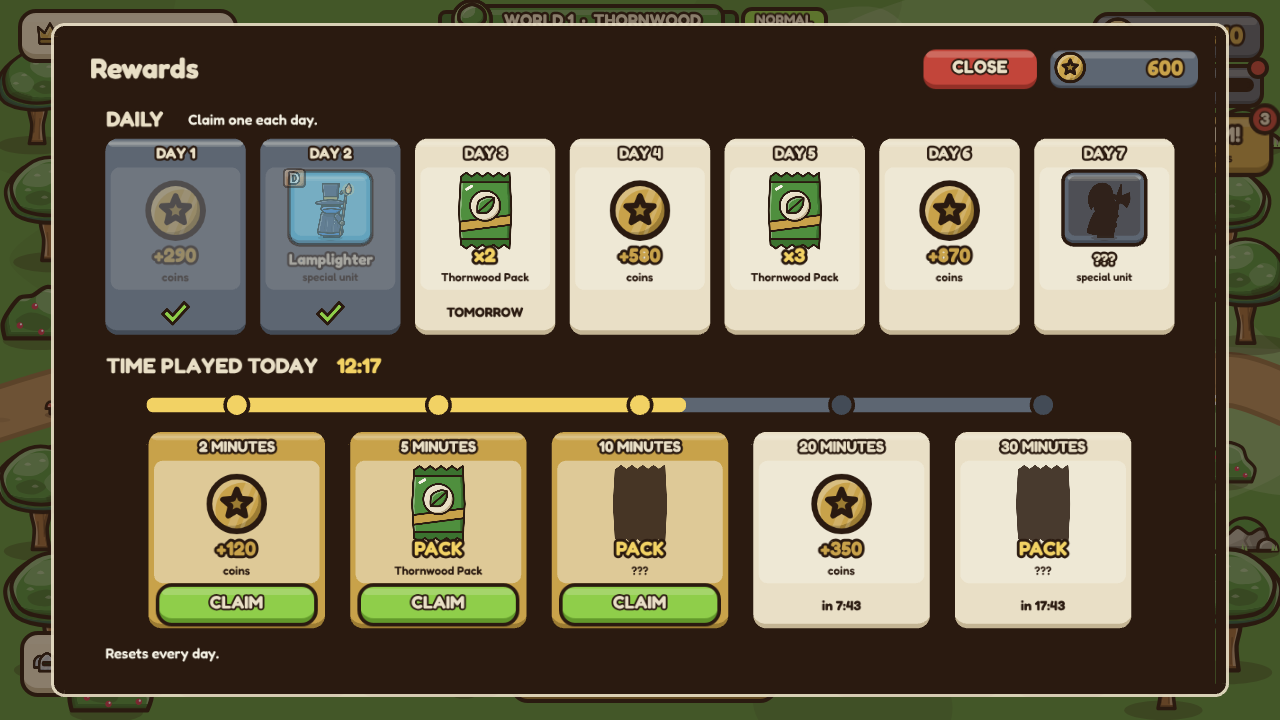 WORLD 1 · THORNWOOD
NORMAL
Rewards
CLOSE
600
DAILY
Claim one each day.
DAY 1
+290
coins
DAY 2
D
Lamplighter
special unit
DAY 3
x2
Thornwood Pack
TOMORROW
DAY 4
+580
coins
DAY 5
x3
Thornwood Pack
DAY 6
+870
coins
DAY 7
???
special unit
3
TIME PLAYED TODAY
12:17
2 MINUTES
+120
coins
CLAIM
5 MINUTES
PACK
Thornwood Pack
CLAIM
10 MINUTES
PACK
???
CLAIM
20 MINUTES
+350
coins
in 7:43
30 MINUTES
PACK
???
in 17:43
Resets every day.